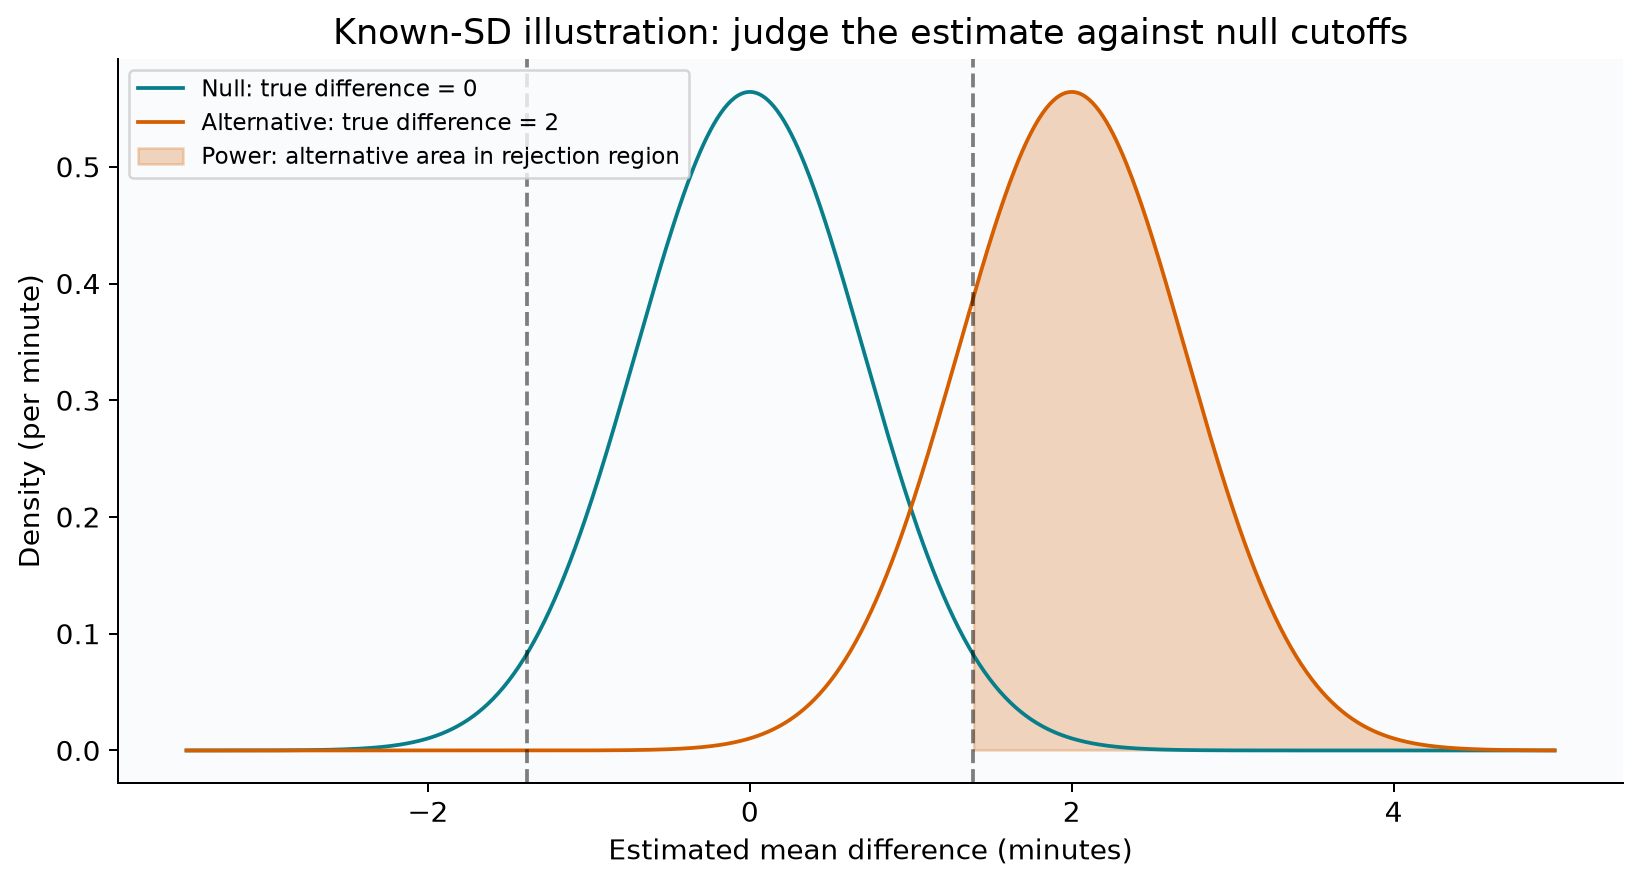 Known-SD illustration: judge the estimate against null cutoffs
Null: true difference = 0
Alternative: true difference = 2
Power: alternative area in rejection region
Density (per minute)
0.5
0.4
0.3
0.2
0.1
0.0
−2
0
2
4
Estimated mean difference (minutes)